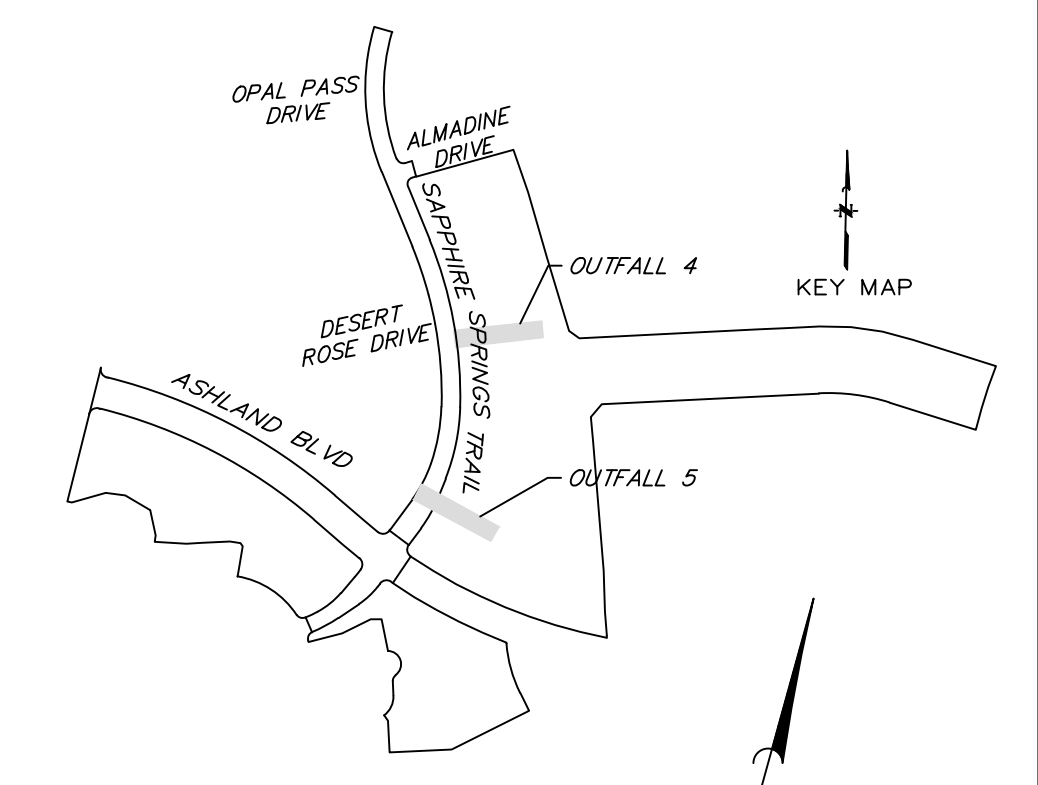 OPAL PASS
DRIVE
ALMADINE
DRIVE
SAPPHIRE SPRINGS TRAIL
N
OUTFALL 4
KEY MAP
DESERT
ROSE DRIVE
ASHLAND BLVD
OUTFALL 5